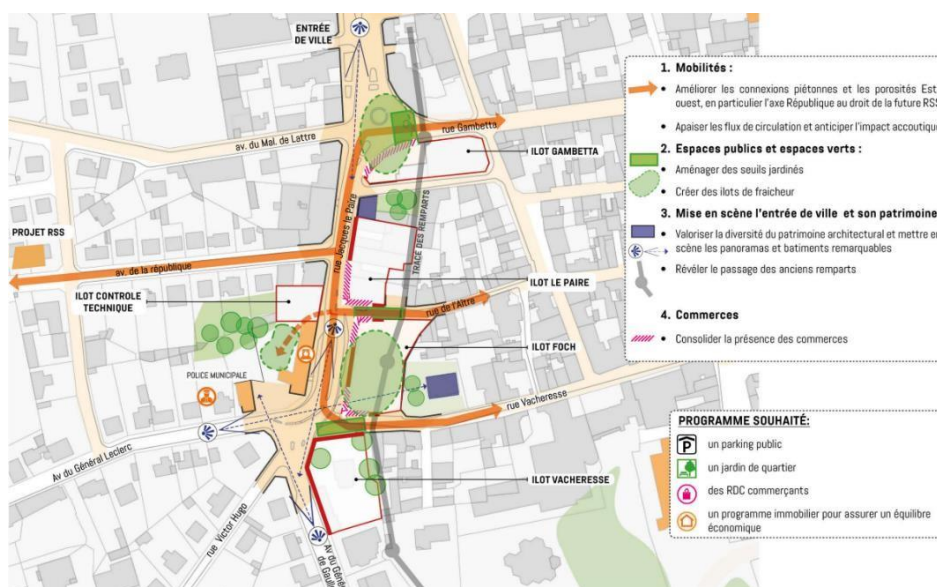 ENTRÉE
DE VILLE
av. du Mal. de Lattre
rue Gambetta
ILOT GAMBETTA
rue Jacques le Paire
TRACE DES REMPARTS
PROJET RSS
av. de la république
ILOT CONTROLE
TECHNIQUE
ILOT LE PAIRE
rue de l'Altre
ILOT FOCH
POLICE MUNICIPALE
rue Vacheresse
Av du Général Leclerc
ILOT VACHERESSE
rue Victor Hugo
Av du Géné
de Gaull
1. Mobilités :
• Améliorer les connexions piétonnes et les porosités Est
ouest, en particulier l'axe République au droit de la future RSS
• Apaiser les flux de circulation et anticiper l'impact accoutique
2. Espaces publics et espaces verts :
• Aménager des seuils jardinés
• Créer des ilots de fraicheur
3. Mise en scène l'entrée de ville et son patrimoine
• Valoriser la diversité du patrimoine architectural et mettre en
scène les panoramas et batiments remarquables
• Révéler le passage des anciens remparts
4. Commerces
• Consolider la présence des commerces
PROGRAMME SOUHAITÉ:
P un parking public
un jardin de quartier
des RDC commerçants
un programme immobilier pour assurer un équilibre
économique